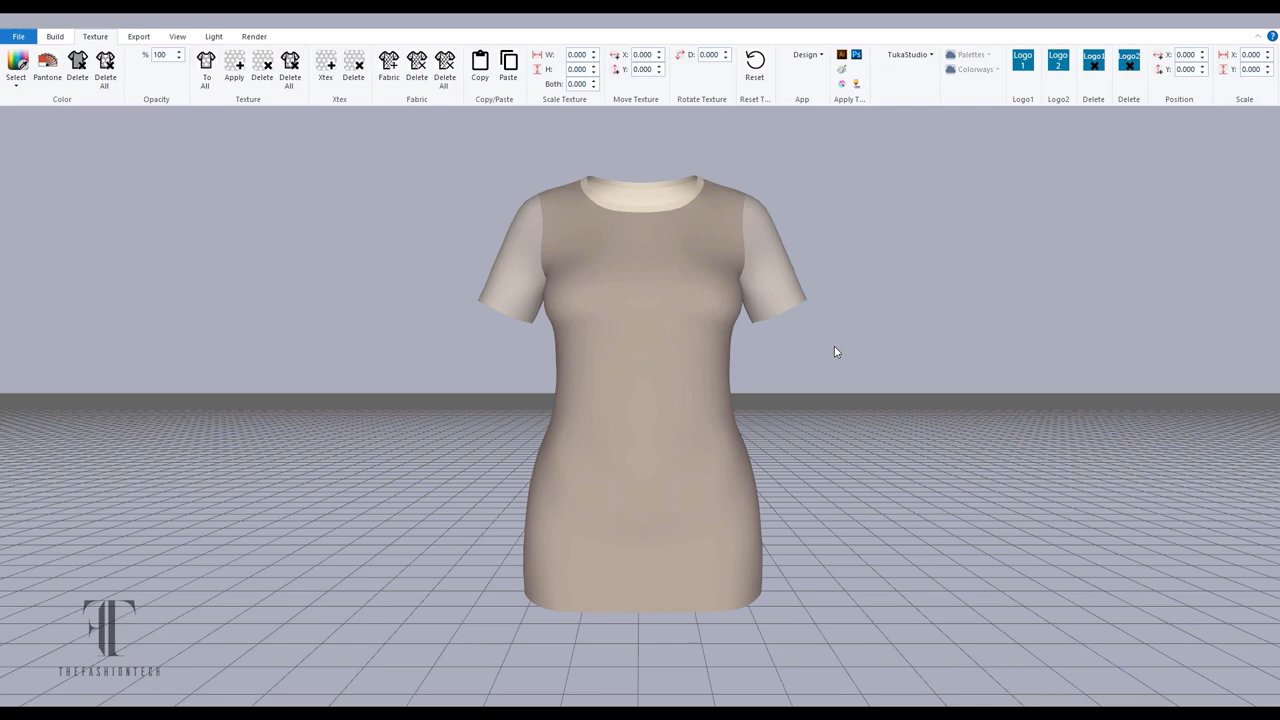 File Build Texture Export View Light Render
% 100 W: 0.000 X: 0.000 D: 0.000 Design TukaStudio Palettes X: 0.000 X: 0.000
H: 0.000 Y: 0.000 Colorways Y: 0.000 Y: 0.000
Both: 0.000
Select Pantone Delete Delete All To All Apply Delete Delete All Xtex Delete Fabric Delete Delete All Copy Paste Reset Logo 1 Logo 2 Logo1 Logo2
Color Opacity Texture Xtex Fabric Copy/Paste Scale Texture Move Texture Rotate Texture Reset T... App Apply T... Logo1 Logo2 Delete Delete Position Scale
Ai Ps
THEFASHIONTECH